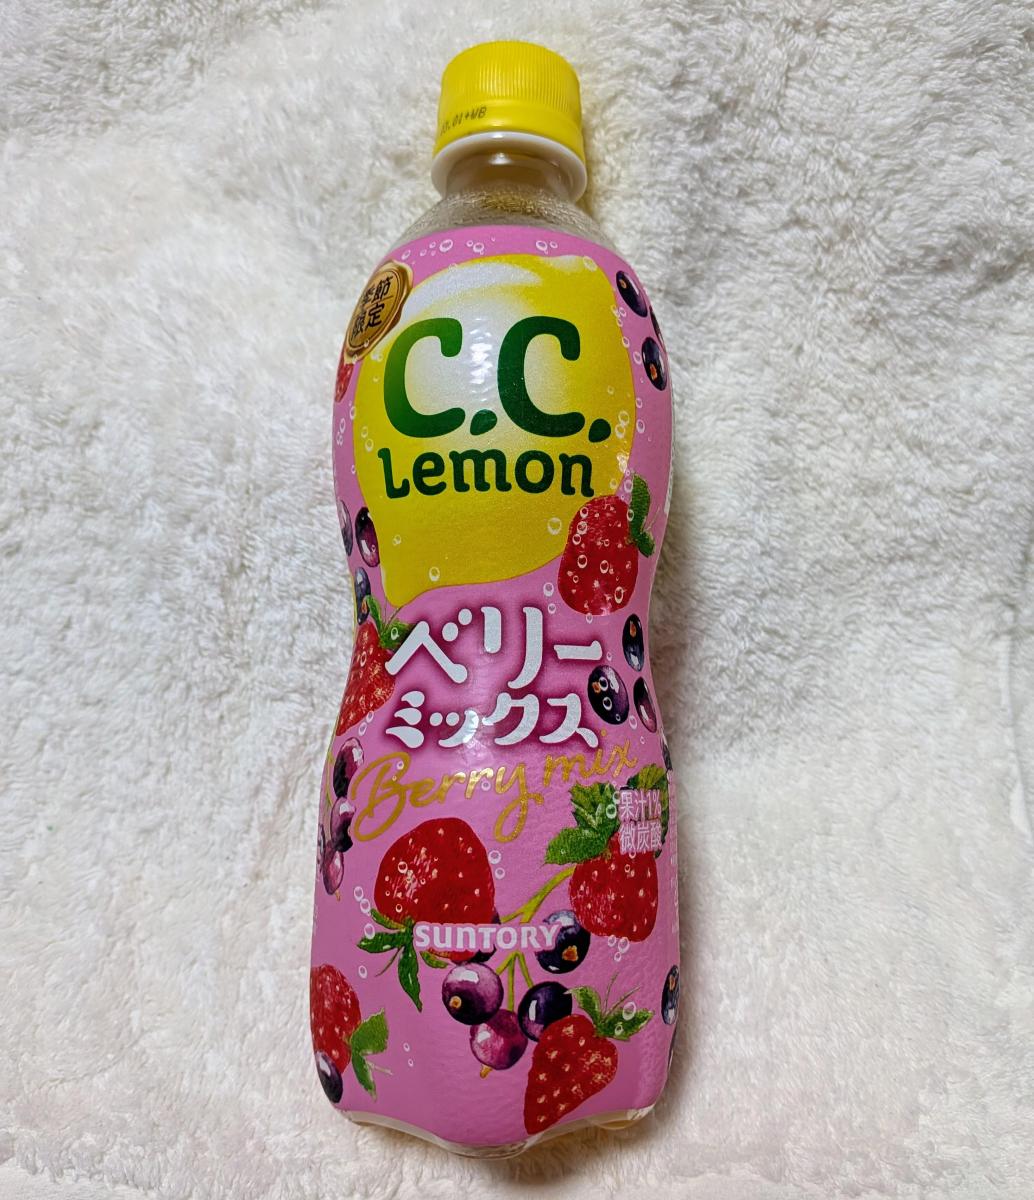 季節
限定
C.C.
Lemon
ベリー
ミックス
Berry mix
果汁1%
微炭酸
SUNTORY